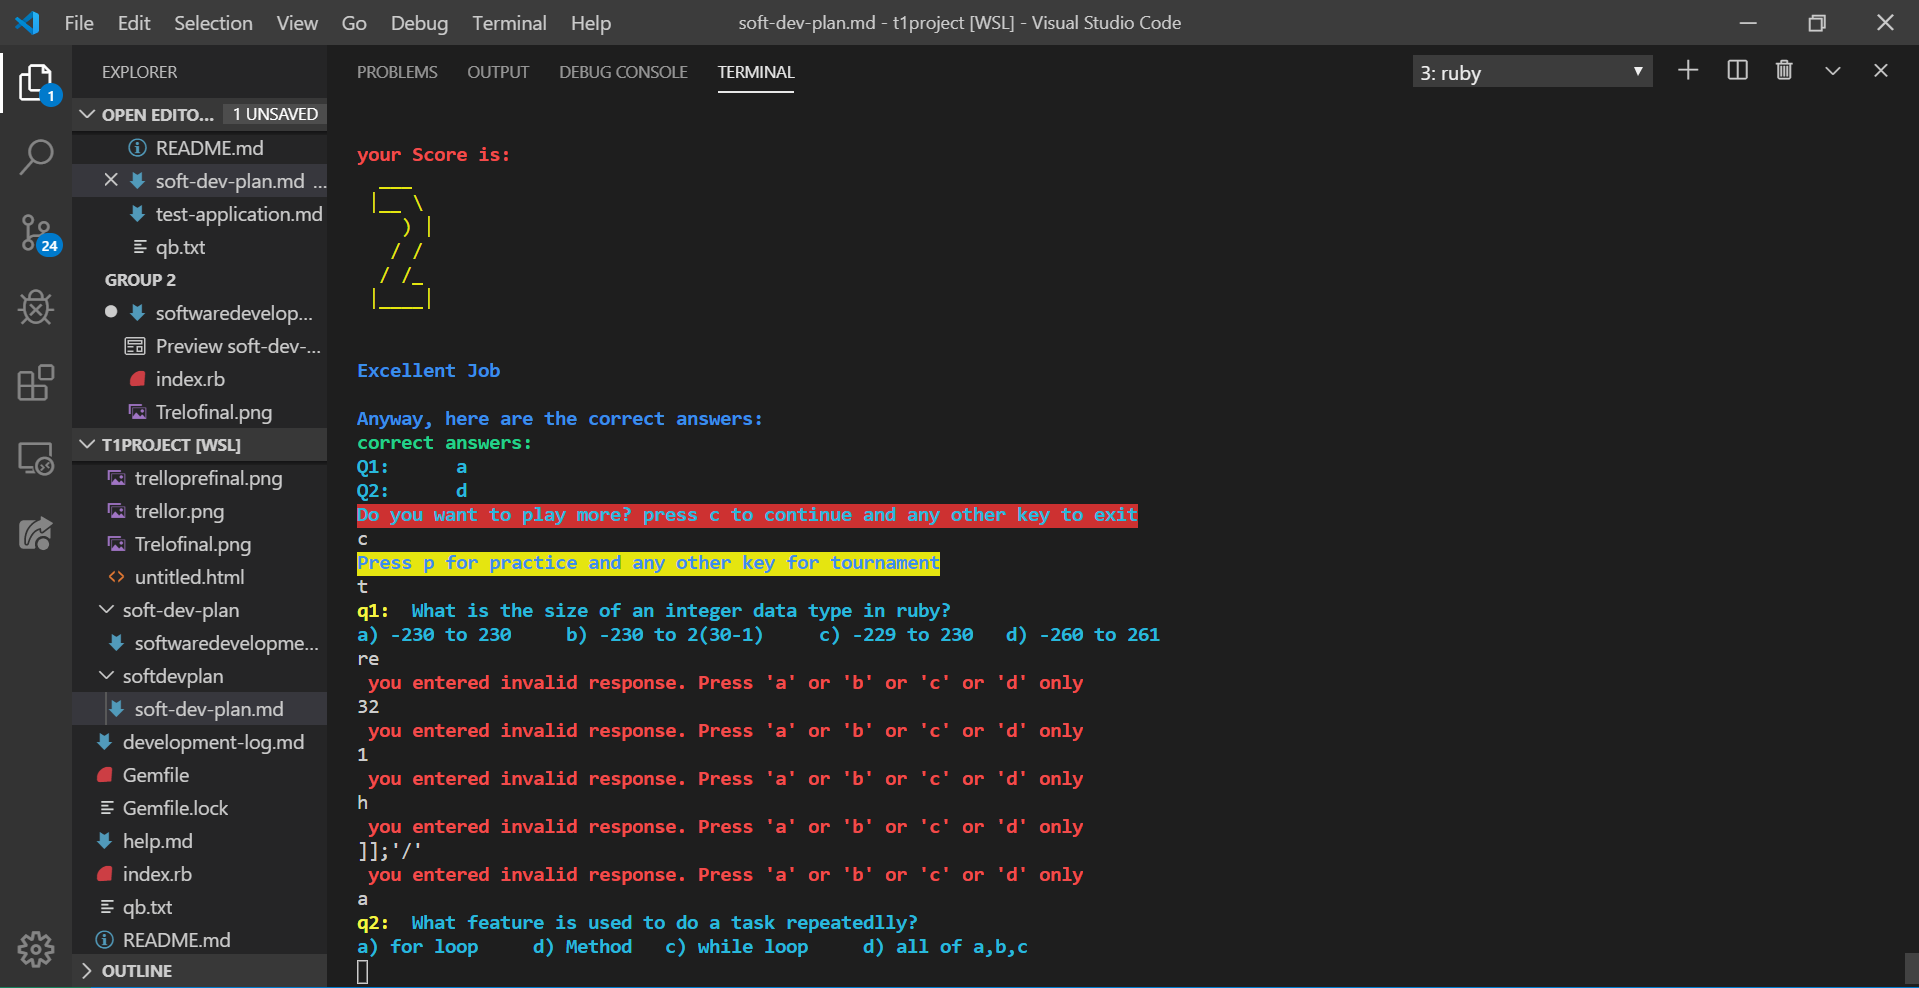 File Edit Selection View Go Debug Terminal Help
soft-dev-plan.md - t1project [WSL] - Visual Studio Code
EXPLORER
1
OPEN EDITO... 1 UNSAVED
README.md
soft-dev-plan.md ...
test-application.md
24
qb.txt
GROUP 2
softwaredevelop...
Preview soft-dev-...
index.rb
Trelofinal.png
T1PROJECT [WSL]
trelloprefinal.png
trellor.png
Trelofinal.png
untitled.html
soft-dev-plan
softwaredevelopme...
softdevplan
soft-dev-plan.md
development-log.md
Gemfile
Gemfile.lock
help.md
index.rb
qb.txt
README.md
OUTLINE
PROBLEMS OUTPUT DEBUG CONSOLE TERMINAL
3: ruby
your Score is:
2
Excellent Job
Anyway, here are the correct answers:
correct answers:
Q1: a
Q2: d
Do you want to play more? press c to continue and any other key to exit
c
Press p for practice and any other key for tournament
t
q1: What is the size of an integer data type in ruby?
a) -230 to 230 b) -230 to 2(30-1) c) -229 to 230 d) -260 to 261
re
you entered invalid response. Press 'a' or 'b' or 'c' or 'd' only
32
you entered invalid response. Press 'a' or 'b' or 'c' or 'd' only
1
you entered invalid response. Press 'a' or 'b' or 'c' or 'd' only
h
you entered invalid response. Press 'a' or 'b' or 'c' or 'd' only
]];'/'
you entered invalid response. Press 'a' or 'b' or 'c' or 'd' only
a
q2: What feature is used to do a task repeatedlly?
a) for loop d) Method c) while loop d) all of a,b,c